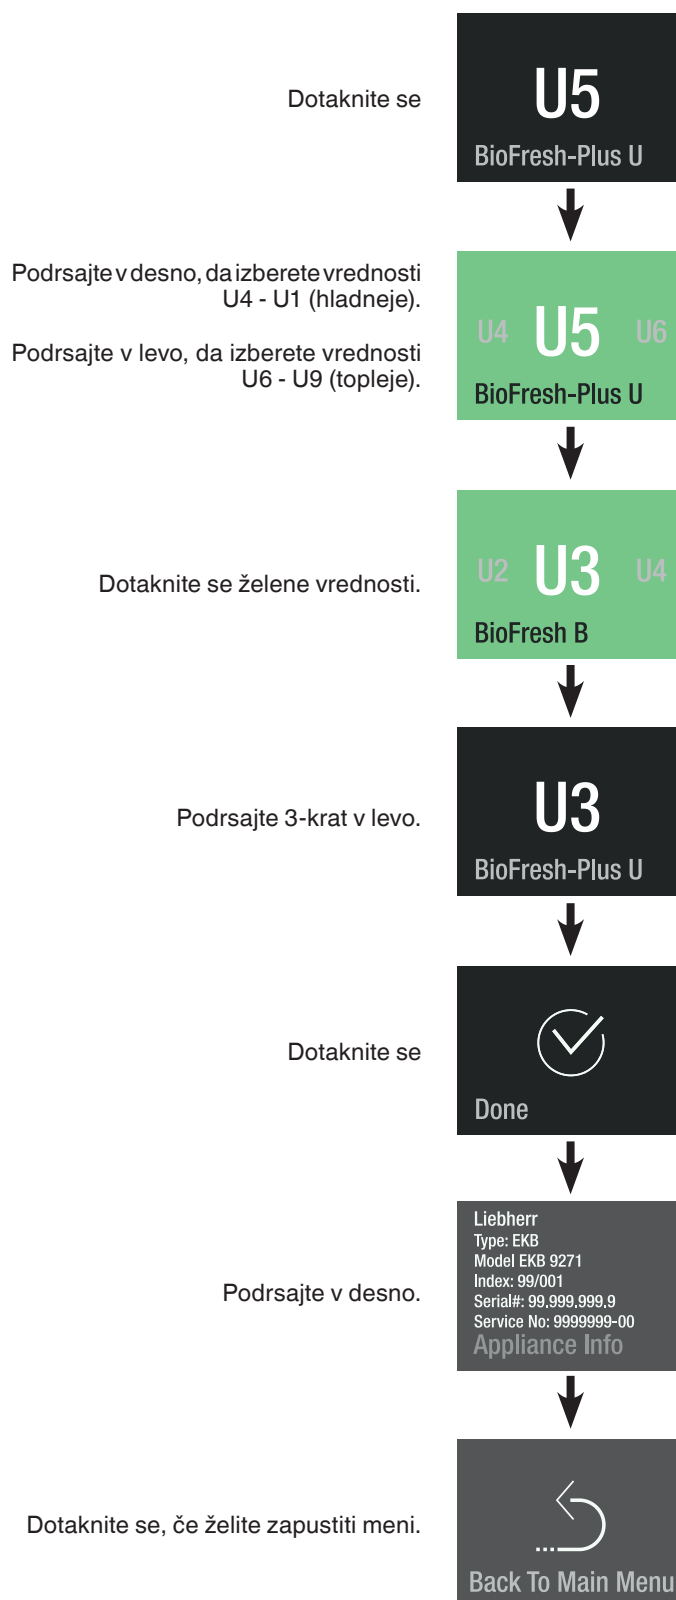 Dotaknite se
U5
BioFresh-Plus U
Podrsajte v desno, da izberete vrednosti
U4 - U1 (hladneje).
Podrsajte v levo, da izberete vrednosti
U6 - U9 (topleje).
U4 U5 U6
BioFresh-Plus U
Dotaknite se želene vrednosti.
U2 U3 U4
BioFresh B
Podrsajte 3-krat v levo.
U3
BioFresh-Plus U
Dotaknite se
Done
Podrsajte v desno.
Liebherr
Type: EKB
Model EKB 9271
Index: 99/001
Serial#: 99.999.999.9
Service No: 9999999-00
Appliance Info
Dotaknite se, če želite zapustiti meni.
Back To Main Menu